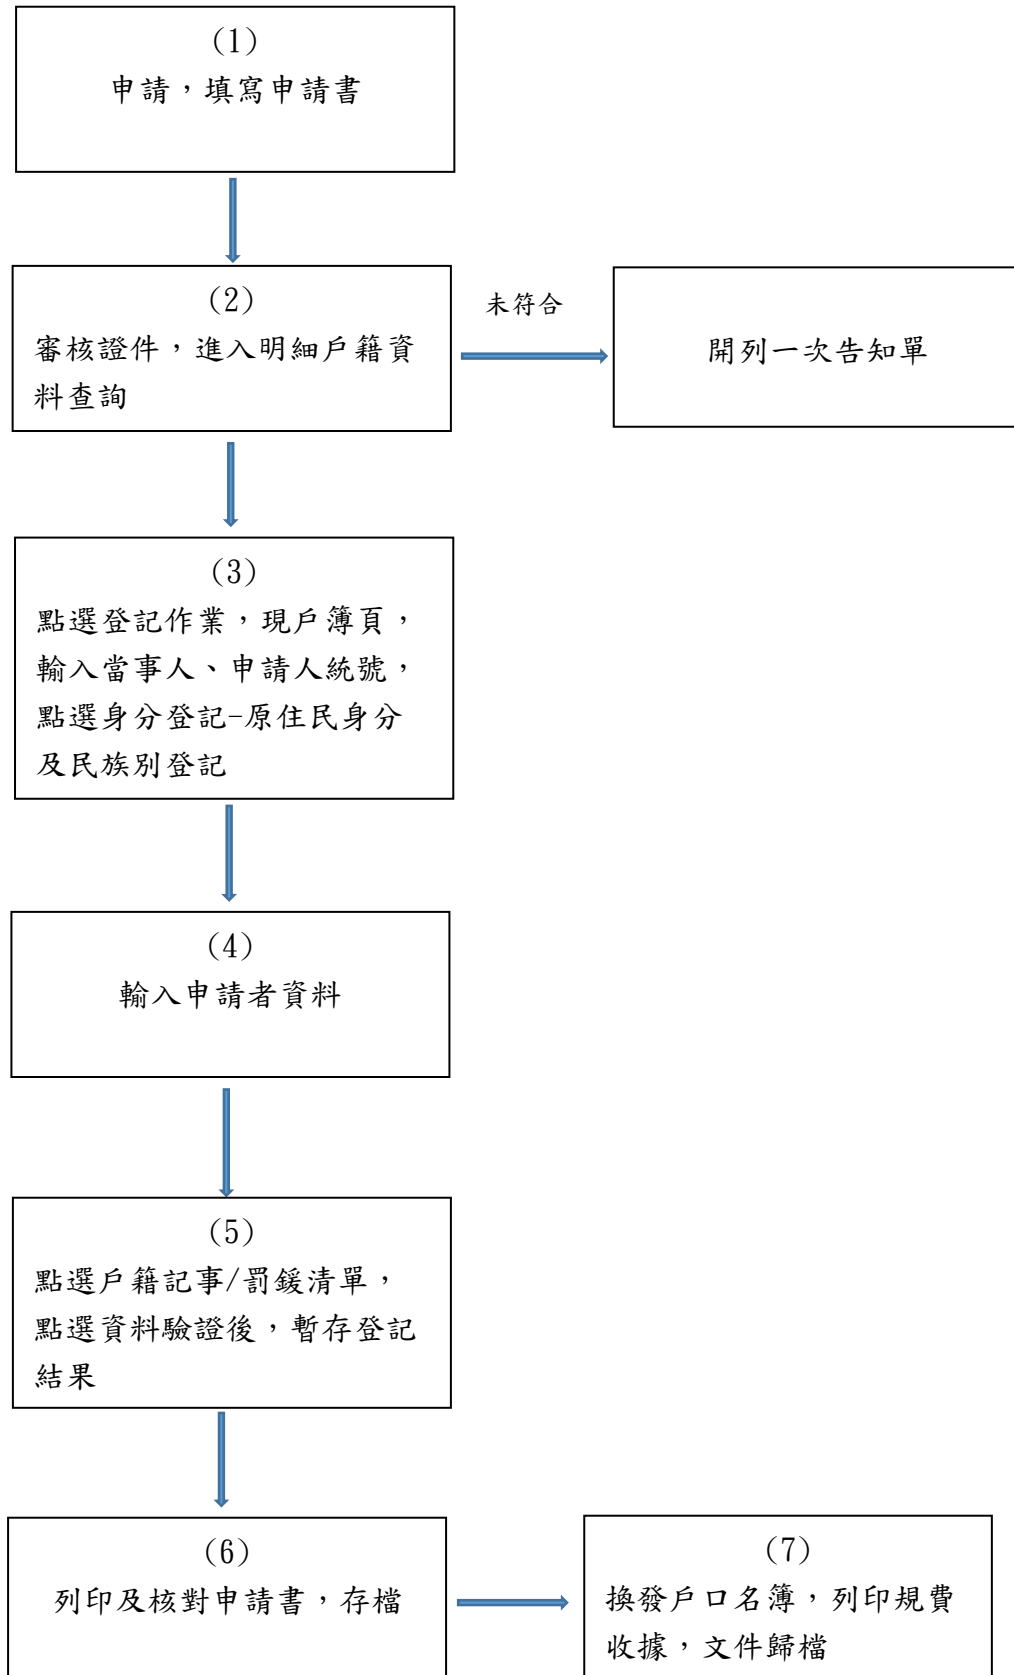 (1)
申請，填寫申請書
(2)
審核證件，進入明細戶籍資
料查詢
未符合
開列一次告知單
(3)
點選登記作業，現戶簿頁，
輸入當事人、申請人統號，
點選身分登記-原住民身分
及民族別登記
(4)
輸入申請者資料
(5)
點選戶籍記事/罰鍰清單，
點選資料驗證後，暫存登記
結果
(6)
列印及核對申請書，存檔
(7)
換發戶口名簿，列印規費
收據，文件歸檔